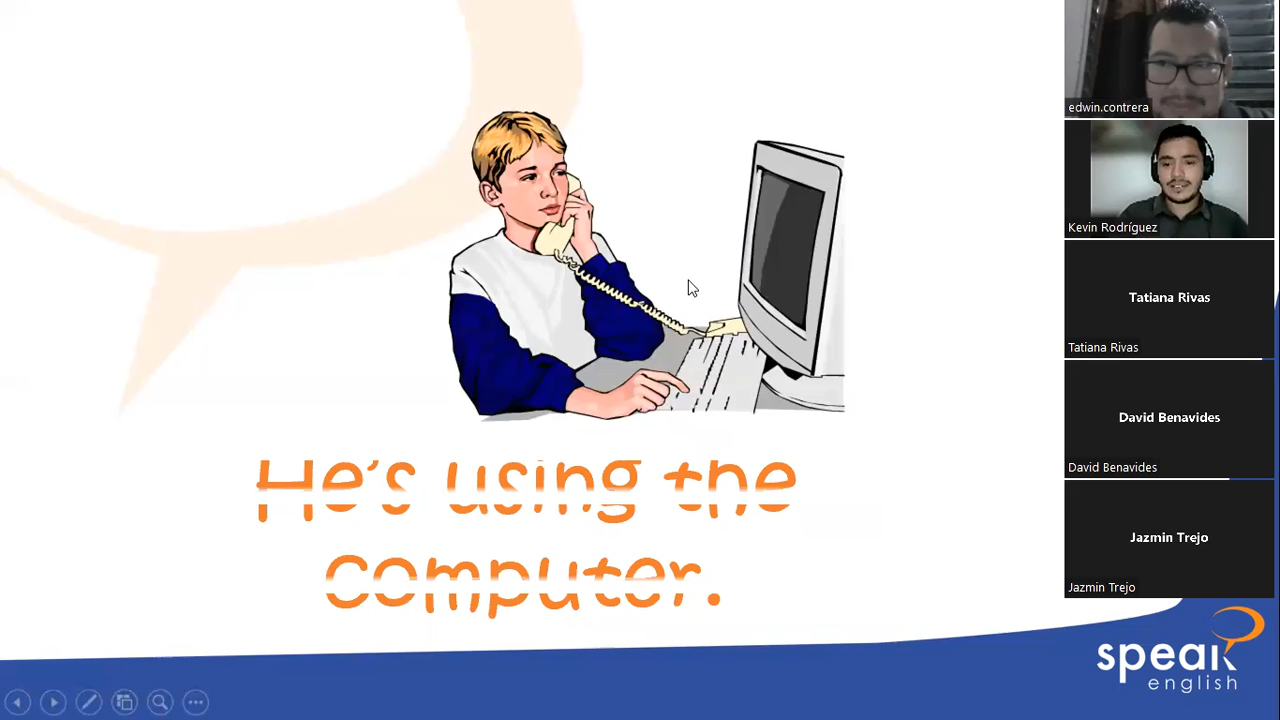 He's using the
computer.
edwin.contrera
Kevin Rodríguez
Tatiana Rivas
Tatiana Rivas
David Benavides
David Benavides
Jazmin Trejo
Jazmin Trejo
speak
english